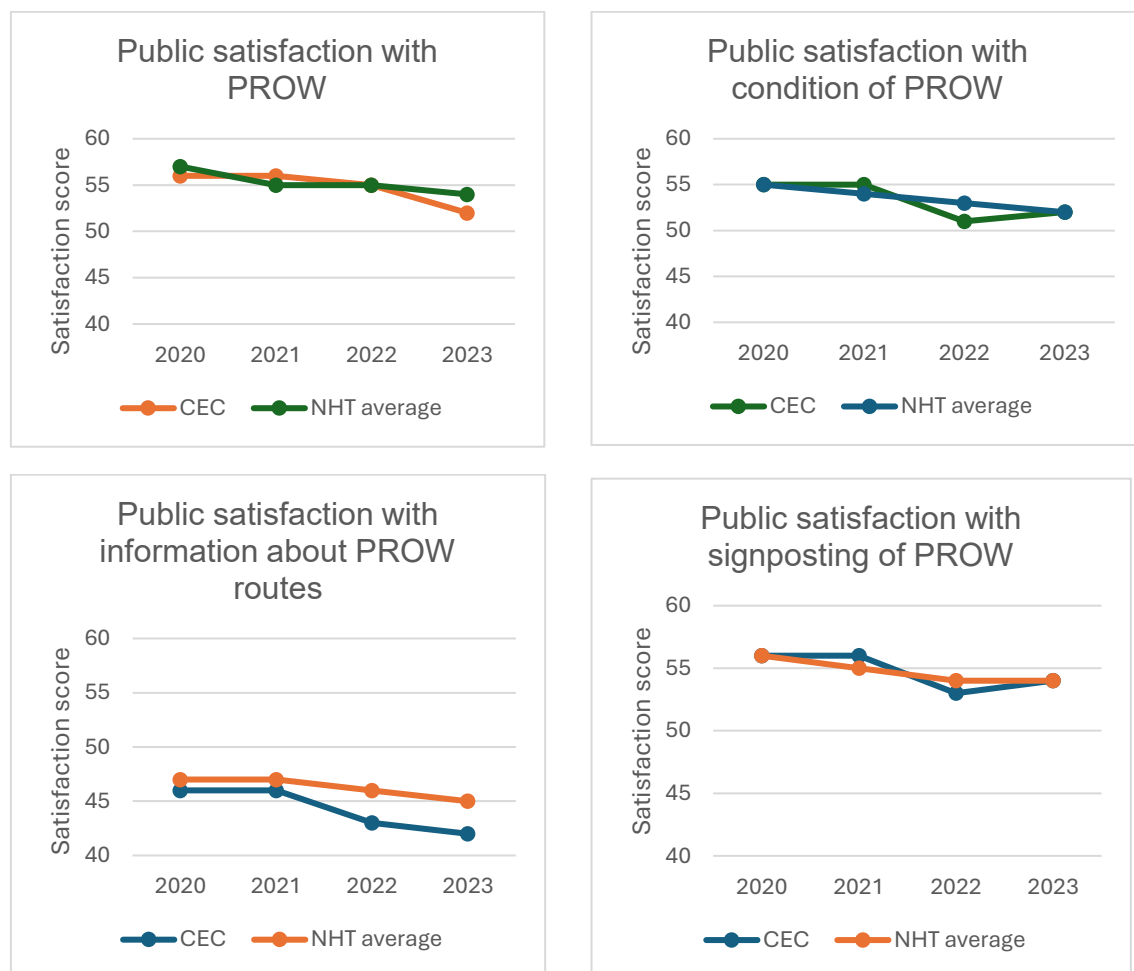 Public satisfaction with
PROW
Satisfaction score
60
55
50
45
40
2020 2021 2022 2023
CEC NHT average
Public satisfaction with
condition of PROW
Satisfaction score
60
55
50
45
40
2020 2021 2022 2023
CEC NHT average
Public satisfaction with
information about PROW
routes
Satisfaction score
60
55
50
45
40
2020 2021 2022 2023
CEC NHT average
Public satisfaction with
signposting of PROW
Satisfaction score
60
55
50
45
40
2020 2021 2022 2023
CEC NHT average